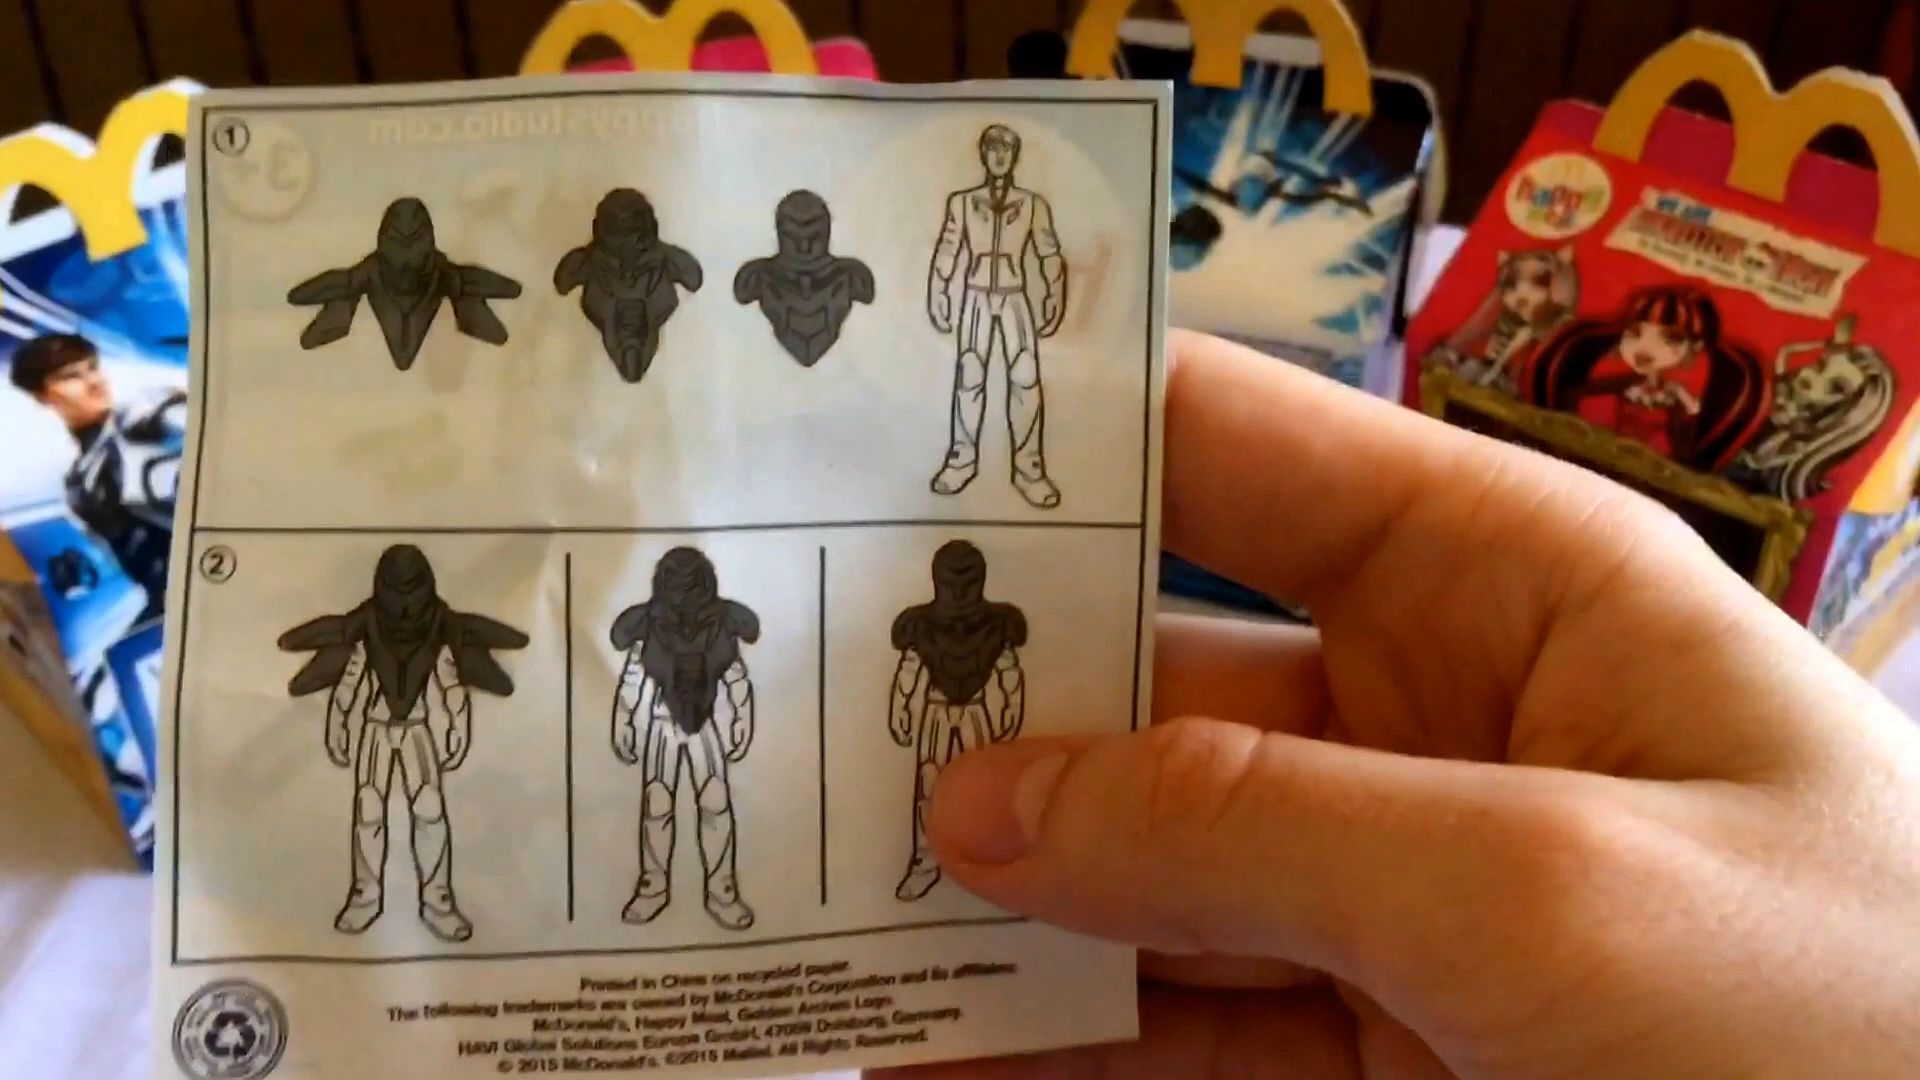 1
2
Printed in China on recycled paper.
The following trademarks are owned by McDonald's Corporation and its affiliates:
McDonald's, Happy Meal, Golden Arches Logo.
HAVI Global Solutions Europe GmbH, 47059 Duisburg, Germany.
© 2015 McDonald's. ©2015 Mattel. All Rights Reserved.
happy